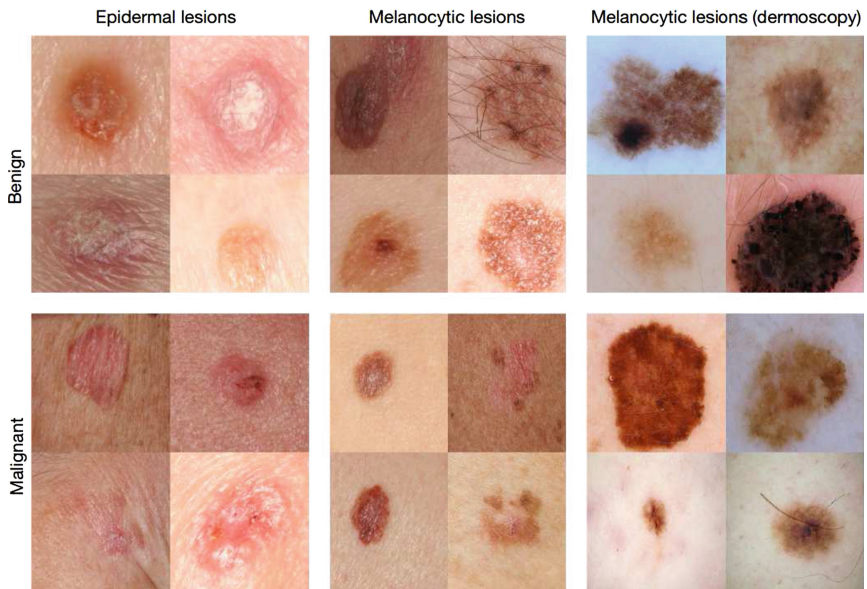 Epidermal lesions
Melanocytic lesions
Melanocytic lesions (dermoscopy)
Benign
Malignant